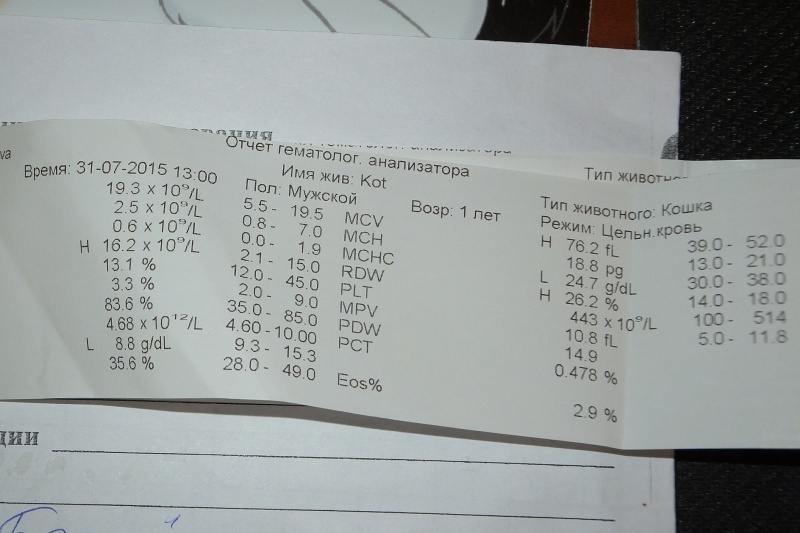 гематолог. анализатора
Тип животно
Отчет гематолог. анализатора
va Имя жив: Kot Тип животного: Кошка
Время: 31-07-2015 13:00 Пол: Мужской Возр: 1 лет Режим: Цельн.кровь
19.3 x 10⁹/L 5.5 - 19.5 MCV H 76.2 fL 39.0 - 52.0
2.5 x 10⁹/L 0.8 - 7.0 MCH 18.8 pg 13.0 - 21.0
0.6 x 10⁹/L 0.0 - 1.9 MCHC L 24.7 g/dL 30.0 - 38.0
H 16.2 x 10⁹/L 2.1 - 15.0 RDW H 26.2 % 14.0 - 18.0
13.1 % 12.0 - 45.0 PLT 443 x 10⁹/L 100 - 514
3.3 % 2.0 - 9.0 MPV 10.8 fL 5.0 - 11.8
83.6 % 35.0 - 85.0 PDW 14.9
4.68 x 10¹²/L 4.60 - 10.00 PCT 0.478 %
L 8.8 g/dL 9.3 - 15.3
35.6 % 28.0 - 49.0 Eos% 2.9 %
ции